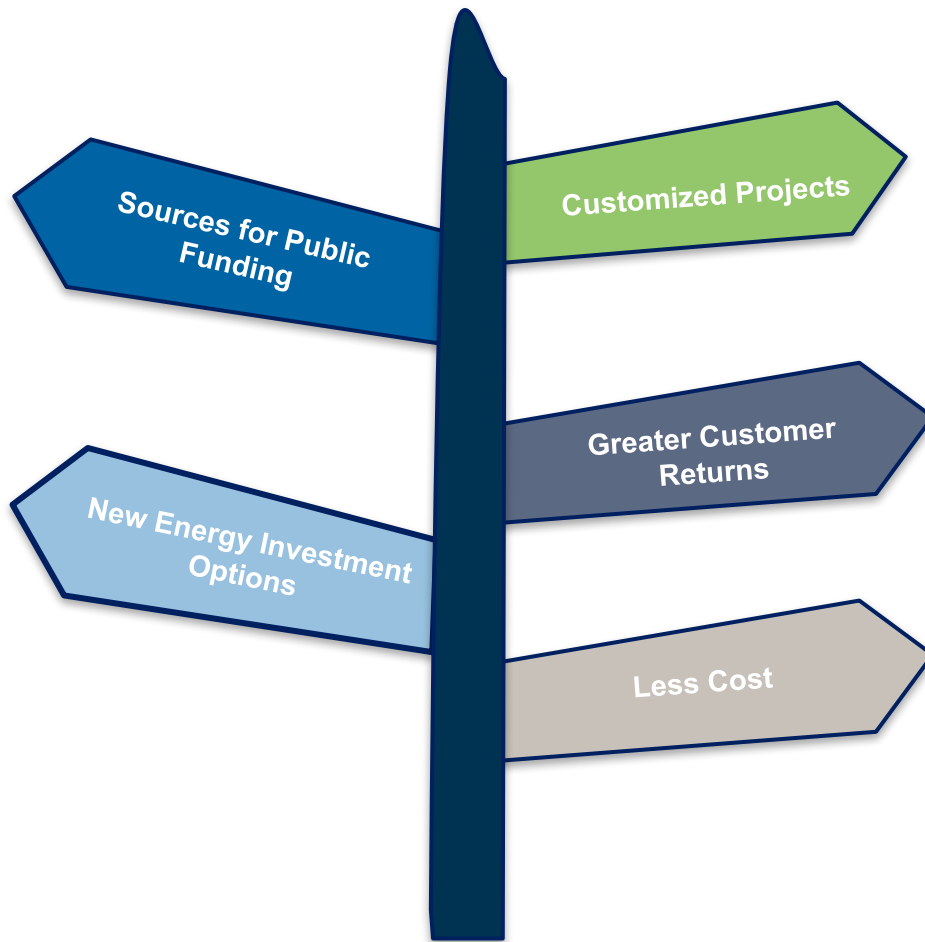 Sources for Public
Funding
Customized Projects
New Energy Investment
Options
Greater Customer
Returns
Less Cost